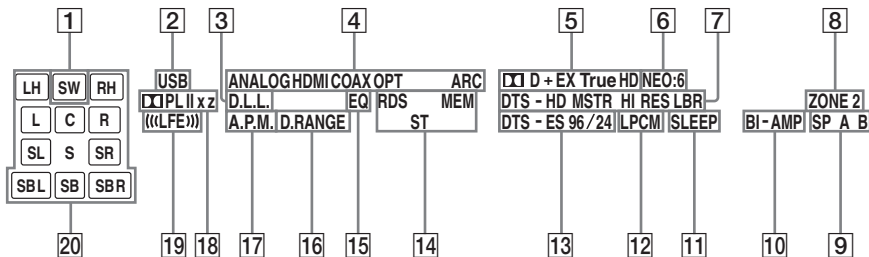 1 2 3 4 5 6 7 8
LH SW RH
L C R
SL S SR
SBL SB SBR
USB
PL II x z
(((LFE)))
ANALOG HDMI COAX OPT ARC
D.L.L. EQ RDS MEM
A.P.M. D.RANGE ST
D + EX True HD NEO:6
DTS - HD MSTR HI RES LBR
DTS - ES 96/24 LPCM SLEEP
ZONE 2
BI - AMP SP A B
20 19 18 17 16 15 14 13 12 11 10 9